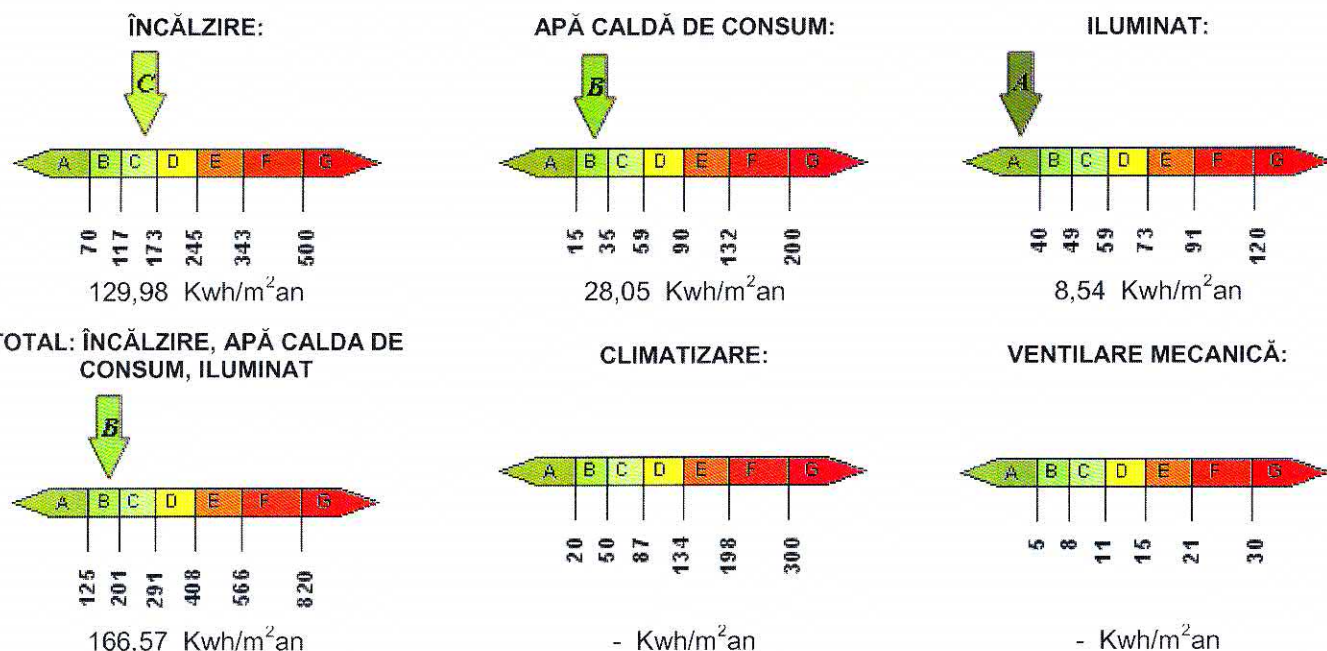 ÎNCĂLZIRE:
C
A B C D E F G
70 117 173 245 343 500
129,98 Kwh/m²an
APĂ CALDĂ DE CONSUM:
B
A B C D E F G
15 35 59 90 132 200
28,05 Kwh/m²an
ILUMINAT:
A
A B C D E F G
40 49 59 73 91 120
8,54 Kwh/m²an
TOTAL: ÎNCĂLZIRE, APĂ CALDA DE
CONSUM, ILUMINAT
B
A B C D E F G
125 201 291 408 566 820
166,57 Kwh/m²an
CLIMATIZARE:
A B C D E F G
20 50 87 134 198 300
- Kwh/m²an
VENTILARE MECANICĂ:
A B C D E F G
5 8 11 15 21 30
- Kwh/m²an